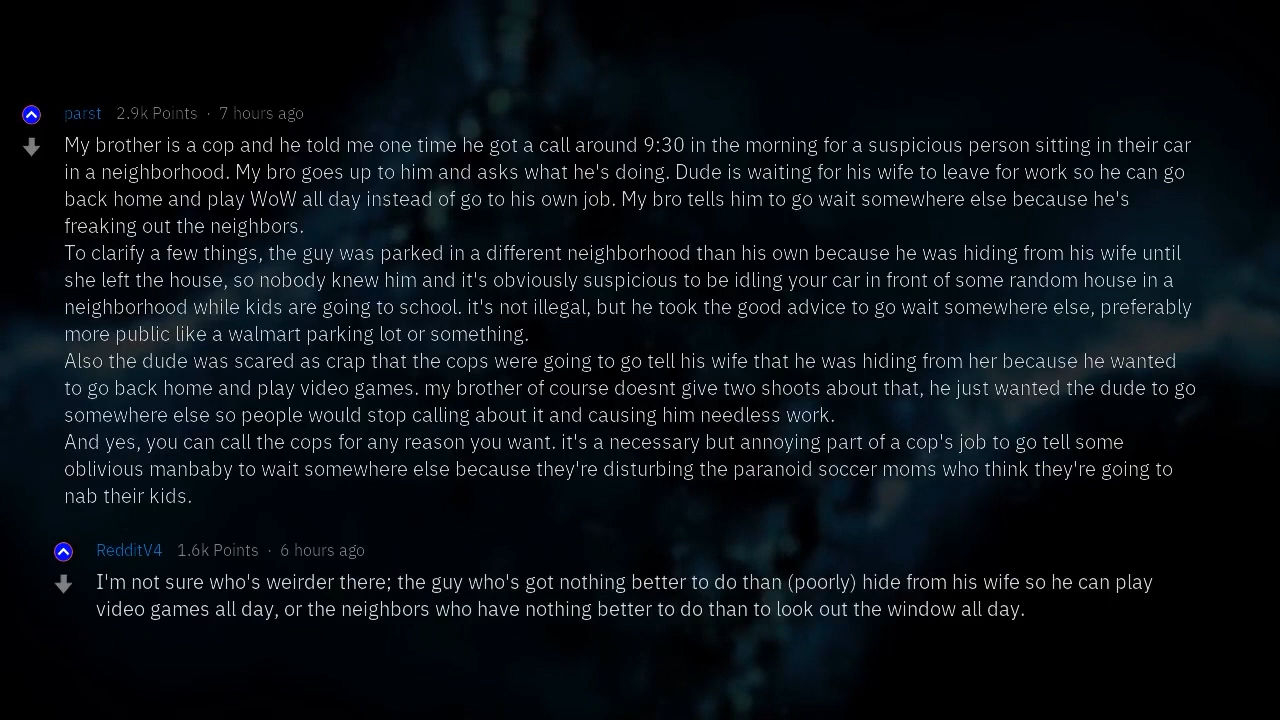 parst 2.9k Points · 7 hours ago
My brother is a cop and he told me one time he got a call around 9:30 in the morning for a suspicious person sitting in their car
in a neighborhood. My bro goes up to him and asks what he's doing. Dude is waiting for his wife to leave for work so he can go
back home and play WoW all day instead of go to his own job. My bro tells him to go wait somewhere else because he's
freaking out the neighbors.
To clarify a few things, the guy was parked in a different neighborhood than his own because he was hiding from his wife until
she left the house, so nobody knew him and it's obviously suspicious to be idling your car in front of some random house in a
neighborhood while kids are going to school. it's not illegal, but he took the good advice to go wait somewhere else, preferably
more public like a walmart parking lot or something.
Also the dude was scared as crap that the cops were going to go tell his wife that he was hiding from her because he wanted
to go back home and play video games. my brother of course doesnt give two shoots about that, he just wanted the dude to go
somewhere else so people would stop calling about it and causing him needless work.
And yes, you can call the cops for any reason you want. it's a necessary but annoying part of a cop's job to go tell some
oblivious manbaby to wait somewhere else because they're disturbing the paranoid soccer moms who think they're going to
nab their kids.
RedditV4 1.6k Points · 6 hours ago
I'm not sure who's weirder there; the guy who's got nothing better to do than (poorly) hide from his wife so he can play
video games all day, or the neighbors who have nothing better to do than to look out the window all day.